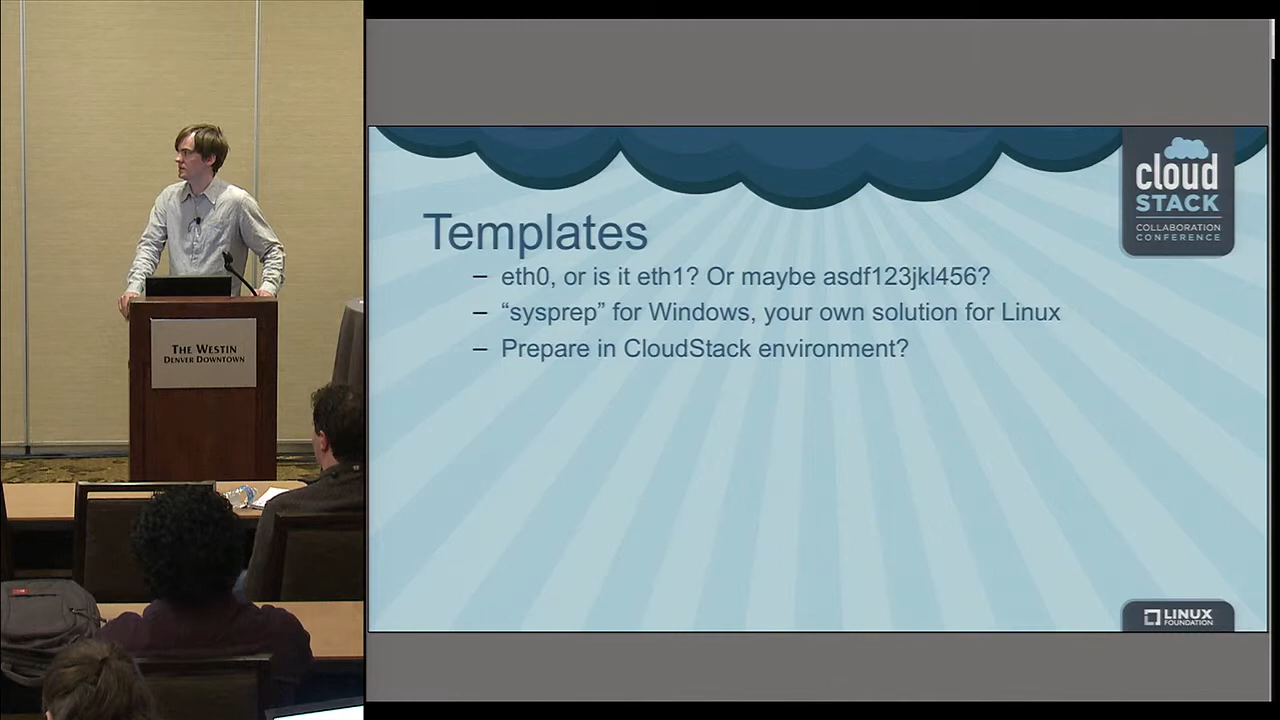 THE WESTIN
DENVER DOWNTOWN
cloud
STACK
COLLABORATION
CONFERENCE
Templates
– eth0, or is it eth1? Or maybe asdf123jkl456?
– “sysprep” for Windows, your own solution for Linux
– Prepare in CloudStack environment?
LINUX
FOUNDATION